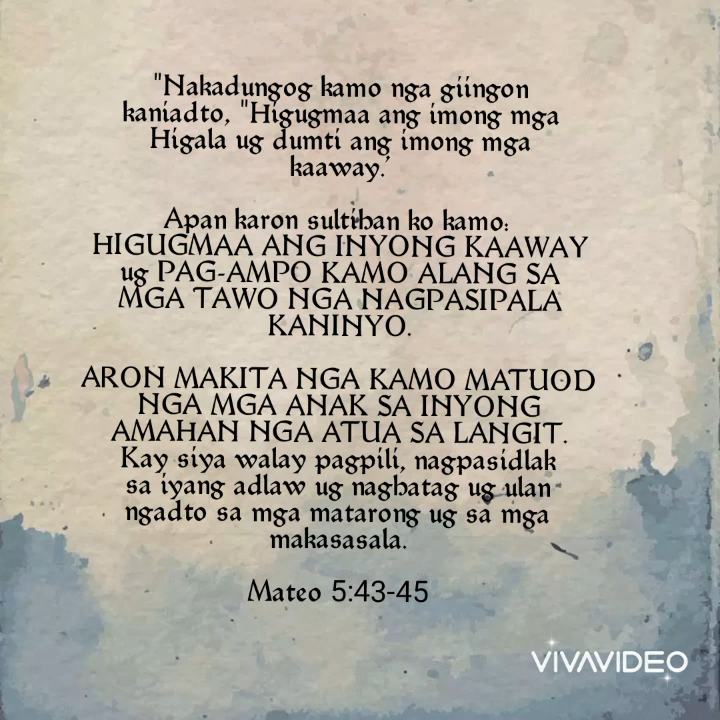 "Nakadungog kamo nga giingon
kaniadto, "Higugmaa ang imong mga
Higala ug dumti ang imong mga
kaaway.'
Apan karon sultihan ko kamo:
HIGUGMAA ANG INYONG KAAWAY
ug PAG-AMPO KAMO ALANG SA
MGA TAWO NGA NAGPASIPALA
KANINYO.
ARON MAKITA NGA KAMO MATUOD
NGA MGA ANAK SA INYONG
AMAHAN NGA ATUA SA LANGIT.
Kay siya walay pagpili, nagpasidlak
sa iyang adlaw ug naghatag ug ulan
ngadto sa mga matarong ug sa mga
makasasala.
Mateo 5:43-45
VIVAVIDEO